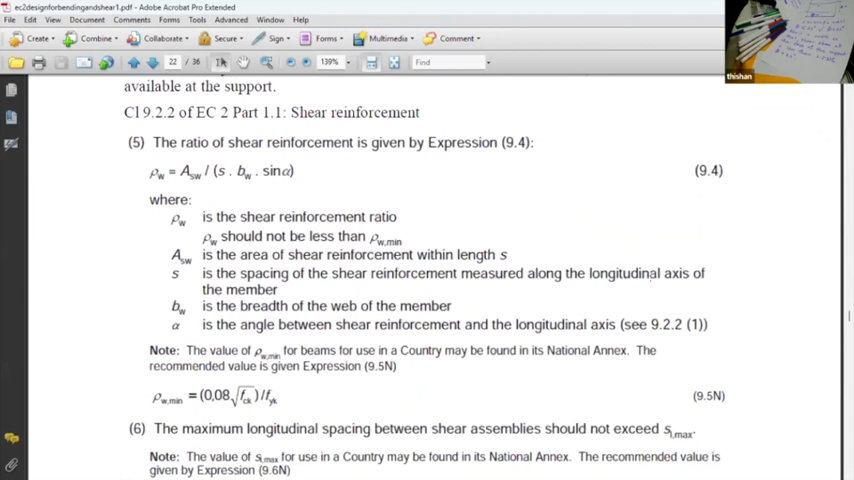 ec2designforbendingandshear1.pdf - Adobe Acrobat Pro Extended
File Edit View Document Comments Forms Tools Advanced Window Help
Create Combine Collaborate Secure Sign Forms Multimedia Comment
22 / 36 139% Find
thishan
available at the support.
Cl 9.2.2 of EC 2 Part 1.1: Shear reinforcement
(5) The ratio of shear reinforcement is given by Expression (9.4):
ρw = Asw / (s . bw . sinα) (9.4)
where:
ρw is the shear reinforcement ratio
ρw should not be less than ρw,min
Asw is the area of shear reinforcement within length s
s is the spacing of the shear reinforcement measured along the longitudinal axis of
the member
bw is the breadth of the web of the member
α is the angle between shear reinforcement and the longitudinal axis (see 9.2.2 (1))
Note: The value of ρw,min for beams for use in a Country may be found in its National Annex. The
recommended value is given Expression (9.5N)
ρw,min = (0,08√fck) / fyk (9.5N)
(6) The maximum longitudinal spacing between shear assemblies should not exceed sl,max.
Note: The value of sl,max for use in a Country may be found in its National Annex. The recommended value is
given by Expression (9.6N)